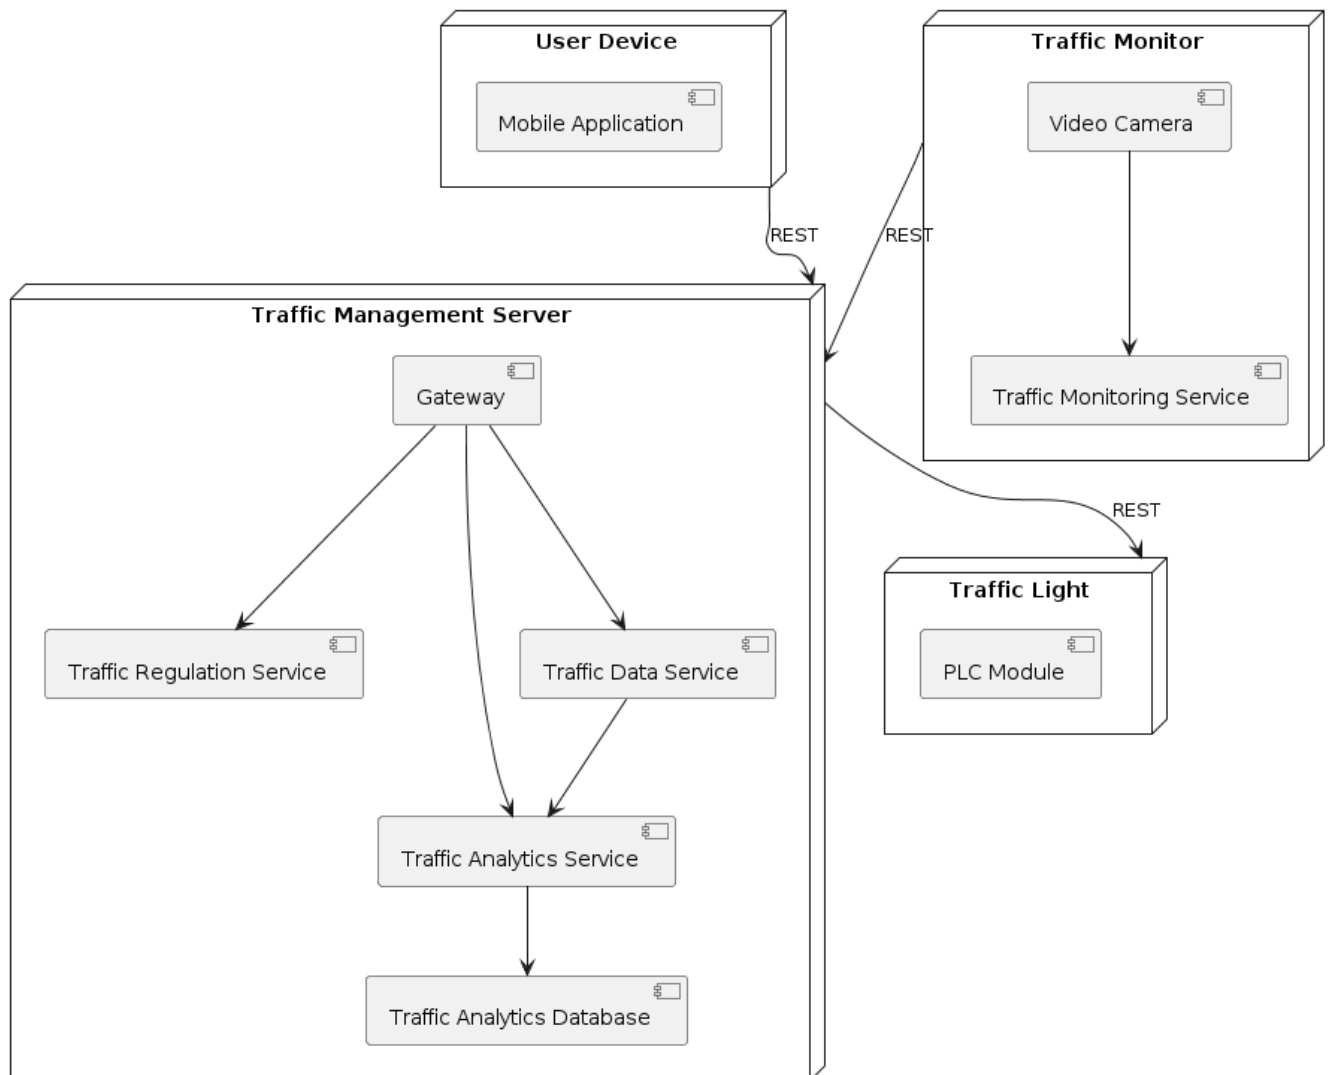 User Device
Traffic Monitor
Mobile Application
Video Camera
REST
REST
Traffic Management Server
Gateway
Traffic Monitoring Service
REST
Traffic Light
Traffic Regulation Service
Traffic Data Service
PLC Module
Traffic Analytics Service
Traffic Analytics Database